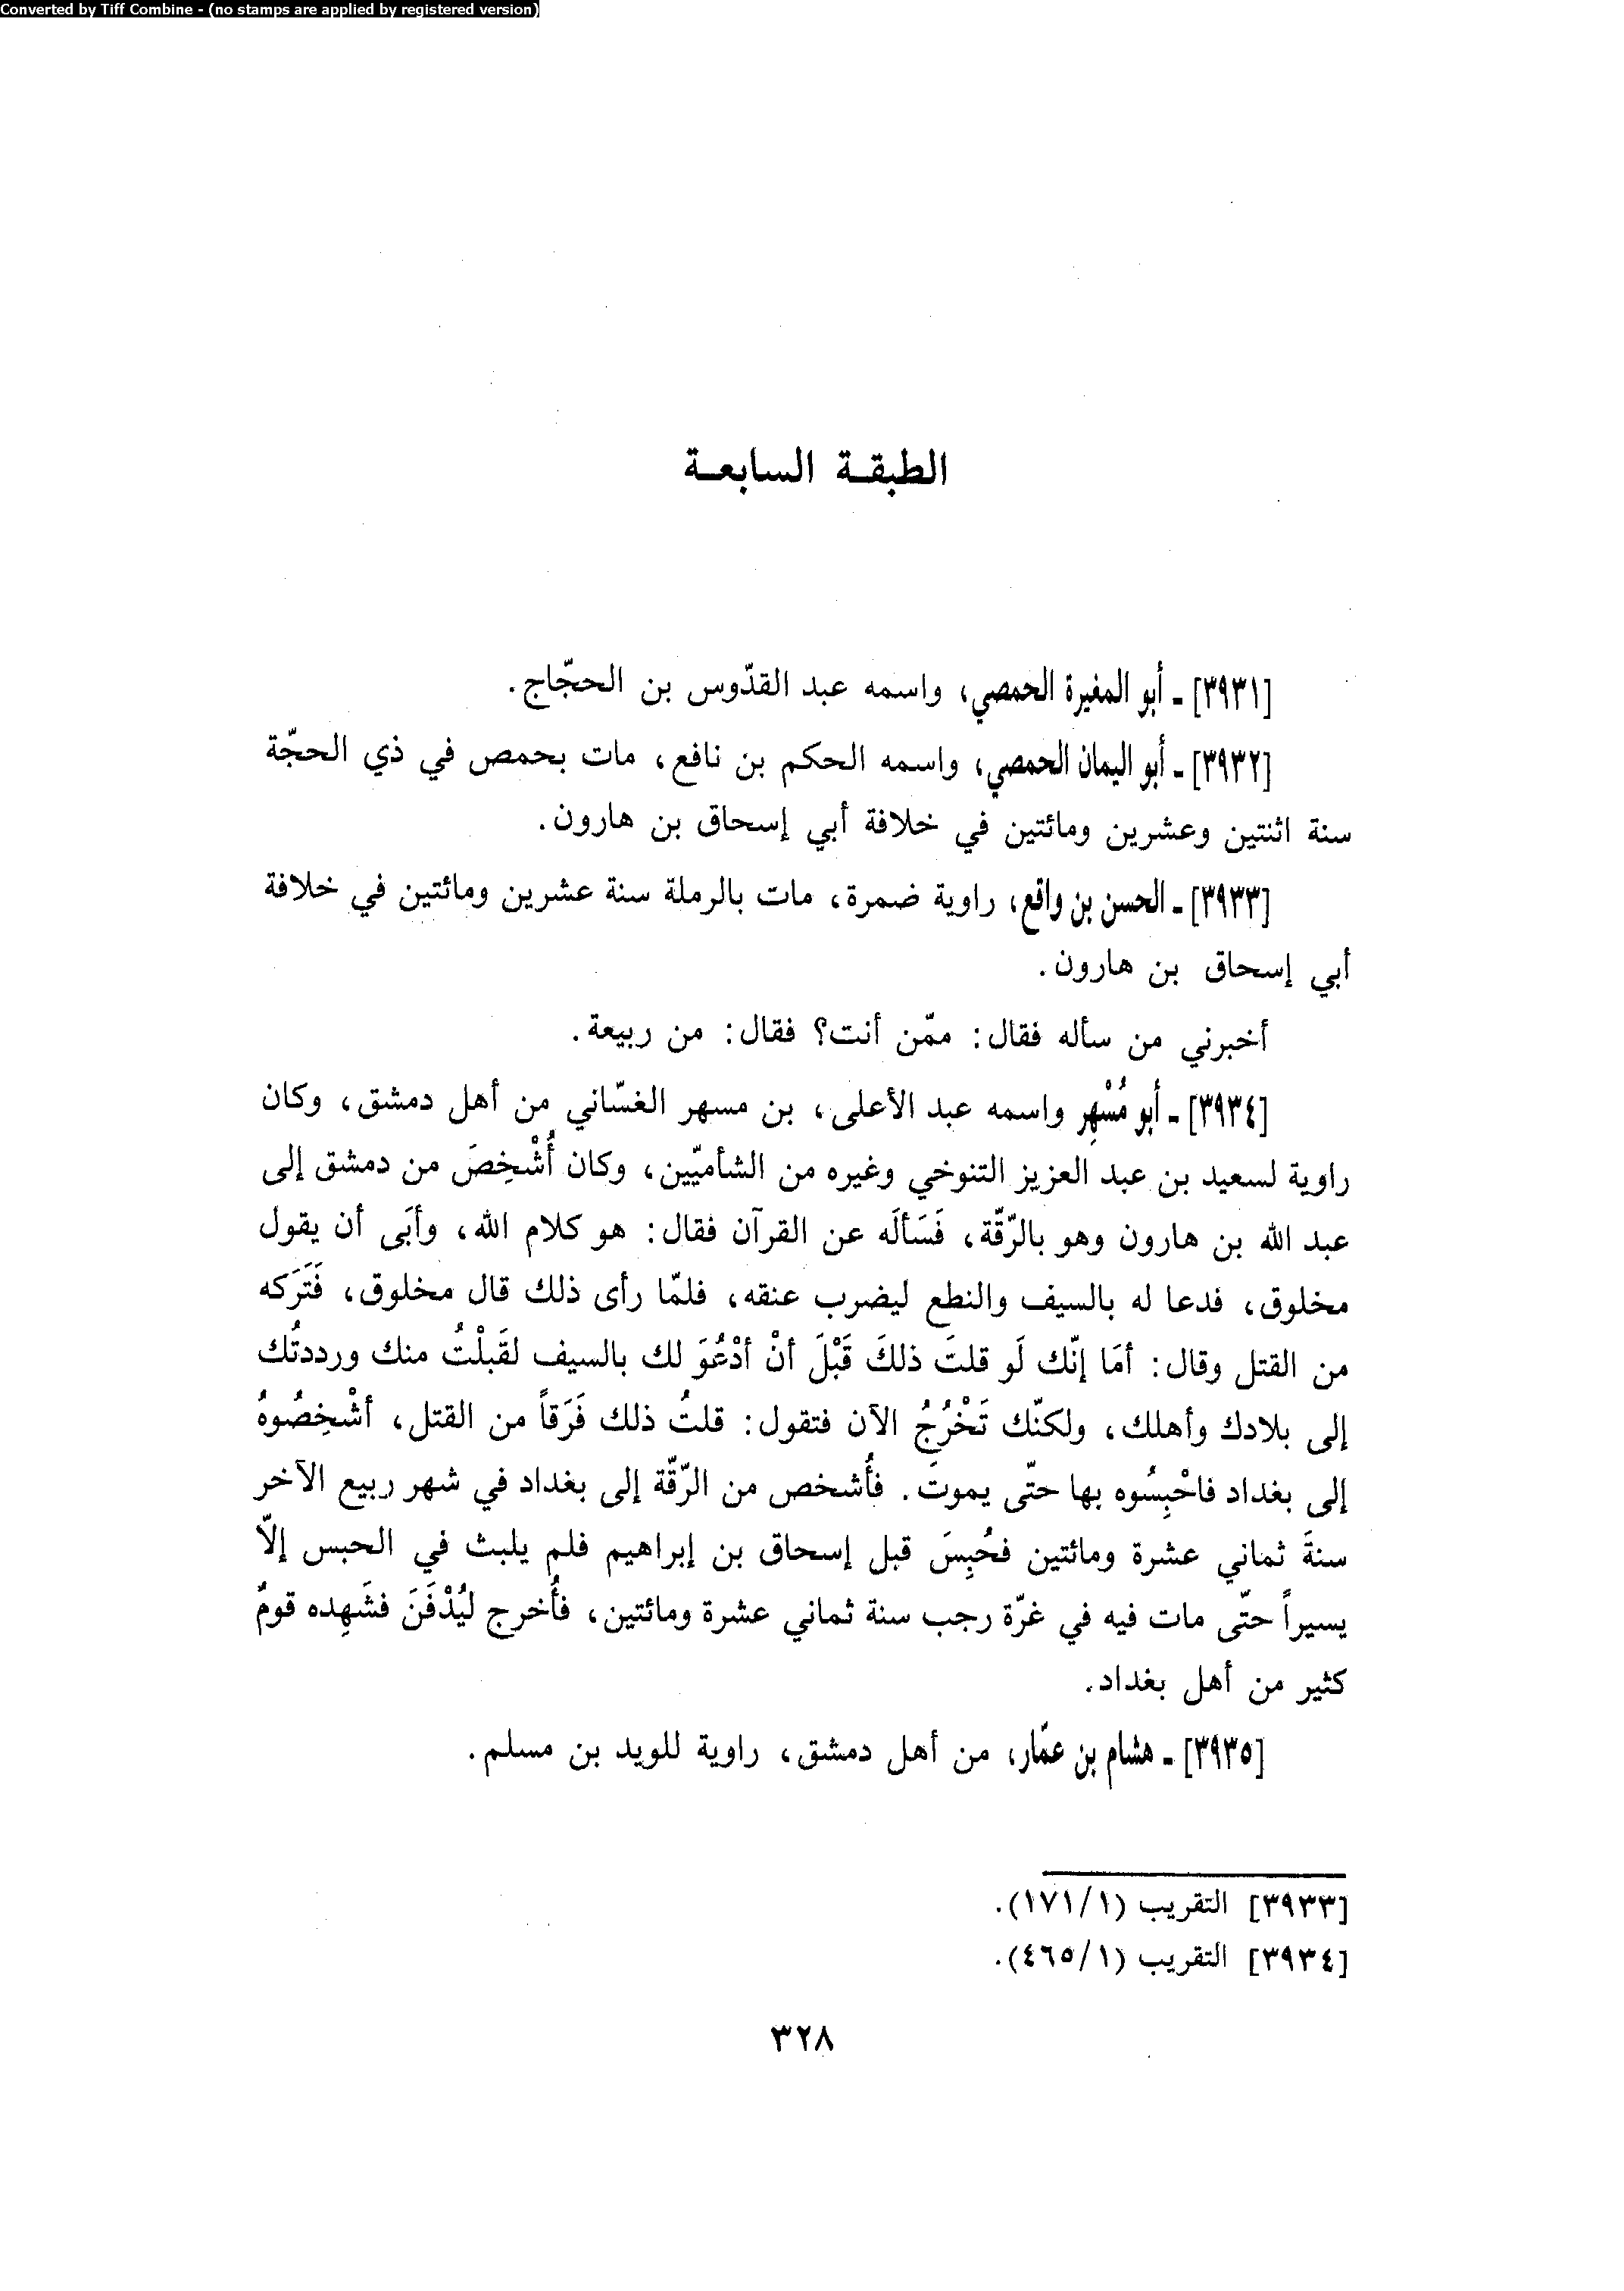 Converted by Tiff Combine - (no stamps are applied by registered version)
الطبقة السابعة
[٣٩٣١] ـ أبو المغيرة الحمصي، واسمه عبد القدّوس بن الحجّاج.
[٣٩٣٢] ـ أبو اليمان الحمصي، واسمه الحكم بن نافع، مات بحمص في ذي الحجّة
سنة اثنتين وعشرين ومائتين في خلافة أبي إسحاق بن هارون.
[٣٩٣٣] ـ الحسن بن واقع، راوية ضمرة، مات بالرملة سنة عشرين ومائتين في خلافة
أبي إسحاق بن هارون.
أخبرني من سأله فقال: ممّن أنت؟ فقال: من ربيعة.
[٣٩٣٤] ـ أبو مُسْهِر واسمه عبد الأعلى، بن مسهر الغسّاني من أهل دمشق، وكان
راوية لسعيد بن عبد العزيز التنوخي وغيره من الشأميّين، وكان أُشْخِصَ من دمشق إلى
عبد الله بن هارون وهو بالرّقّة، فَسَألَه عن القرآن فقال: هو كلام الله، وأبَى أن يقول
مخلوق، فدعا له بالسيف والنطع ليضرب عنقه، فلمّا رأى ذلك قال مخلوق، فَتَرَكه
من القتل وقال: أمَا إنّك لَو قلتَ ذلكَ قَبْلَ أنْ أدْعُوَ لك بالسيف لقَبلْتُ منك ورددتُك
إلى بلادك وأهلك، ولكنّك تَخْرُجُ الآن فتقول: قلتُ ذلك فَرَقاً من القتل، أشْخِصُوهُ
إلى بغداد فاحْبِسُوه بها حتّى يموتَ. فأُشخص من الرّقّة إلى بغداد في شهر ربيع الآخر
سنةَ ثماني عشرة ومائتين فحُبِسَ قبل إسحاق بن إبراهيم فلم يلبث في الحبس إلاّ
يسيراً حتّى مات فيه في غرّة رجب سنة ثماني عشرة ومائتين، فأُخرج ليُدْفَنَ فشَهِده قومٌ
كثير من أهل بغداد.
[٣٩٣٥] ـ هشام بن عمّار، من أهل دمشق، راوية للويد بن مسلم.
[٣٩٣٣] التقريب (١/١٧١).
[٣٩٣٤] التقريب (١/٤٦٥).
٣٢٨